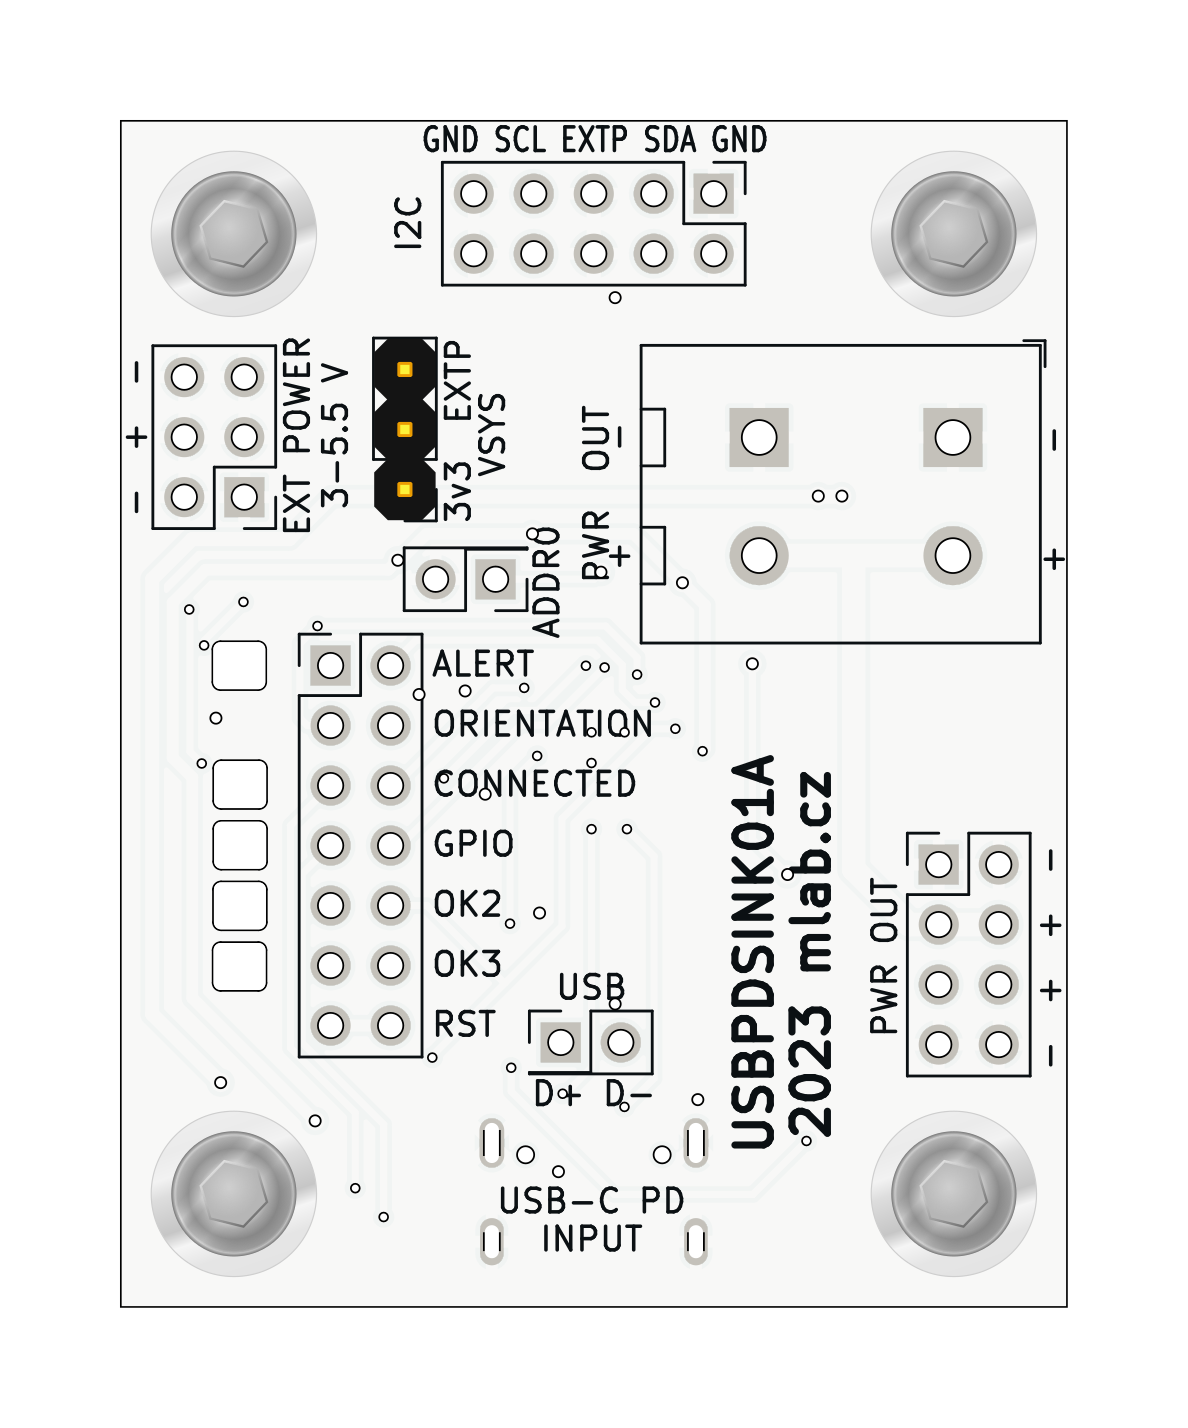 GND SCL EXTP SDA GND
I2C
-
+
-
EXT POWER
3-5.5 V
EXTP
3v3
VSYS
PWR OUT
-
+
-
+
ADDR0
ALERT
ORIENTATION
CONNECTED
GPIO
OK2
OK3
RST
USBPDSINK01A
2023 mlab.cz
PWR OUT
-
+
+
-
USB
D+ D-
USB-C PD
INPUT